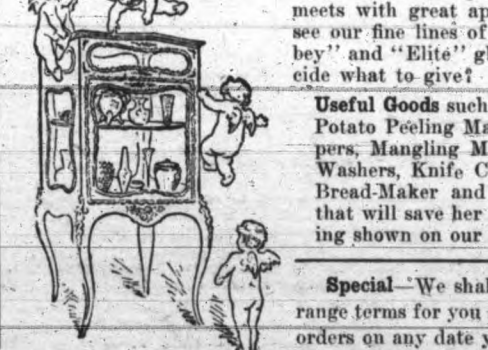 meets with great ap
see our fine lines of
bey" and "Elite" gl
cide what to give?
Useful Goods such
Potato Peeling Ma
pers, Mangling M
Washers, Knife C
Bread-Maker and
that will save her
ing shown on our
Special—We shal
range terms for you
orders on any date y